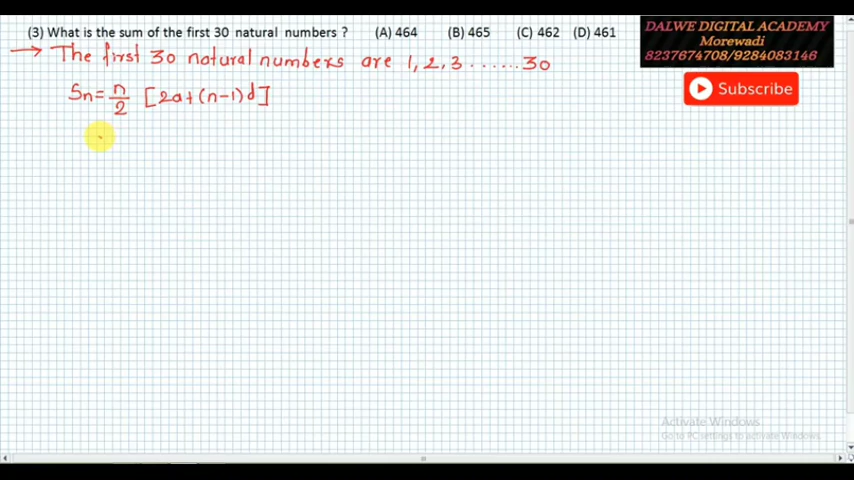 (3) What is the sum of the first 30 natural numbers ? (A) 464 (B) 465 (C) 462 (D) 461
→ The first 30 natural numbers are 1, 2, 3 ......30
Sn = n/2 [2a+(n-1)d]
DALWE DIGITAL ACADEMY
Morewadi
8237674708/9284083146
Subscribe
Activate Windows
Go to PC settings to activate Windows.